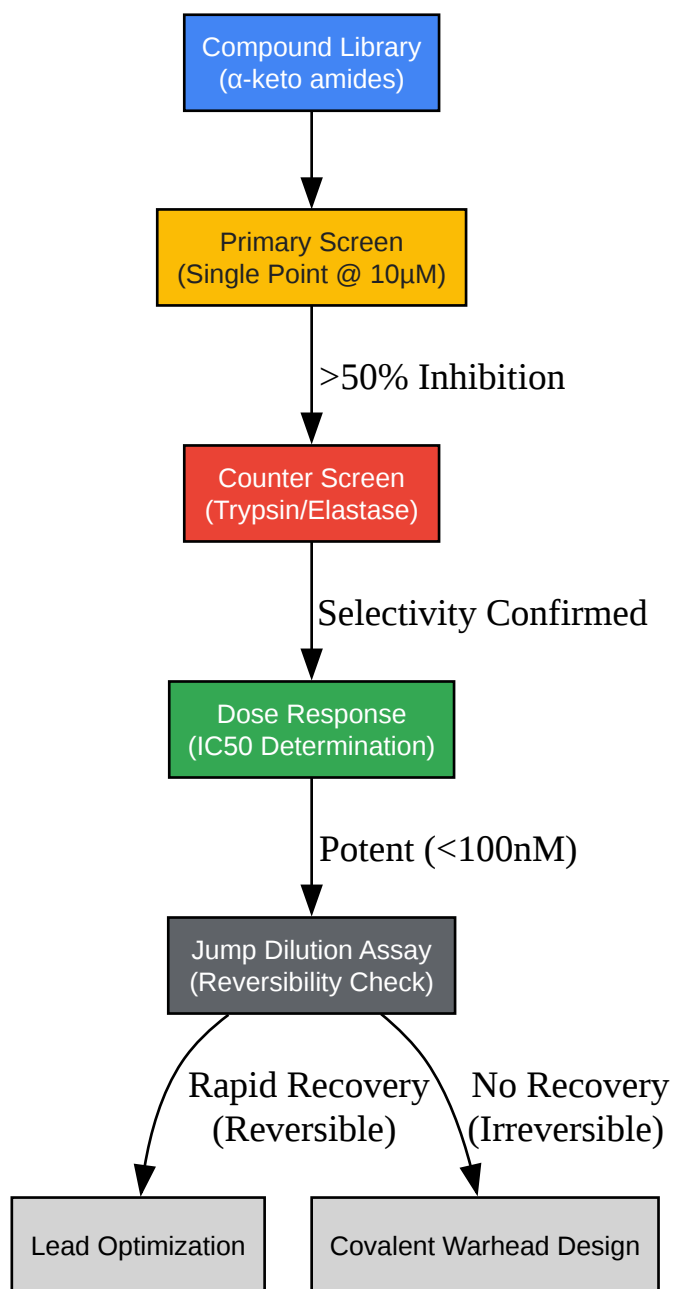 Compound Library
(α-keto amides)
Primary Screen
(Single Point @ 10µM)
>50% Inhibition
Counter Screen
(Trypsin/Elastase)
Selectivity Confirmed
Dose Response
(IC50 Determination)
Potent (<100nM)
Jump Dilution Assay
(Reversibility Check)
Rapid Recovery
(Reversible)
No Recovery
(Irreversible)
Lead Optimization
Covalent Warhead Design